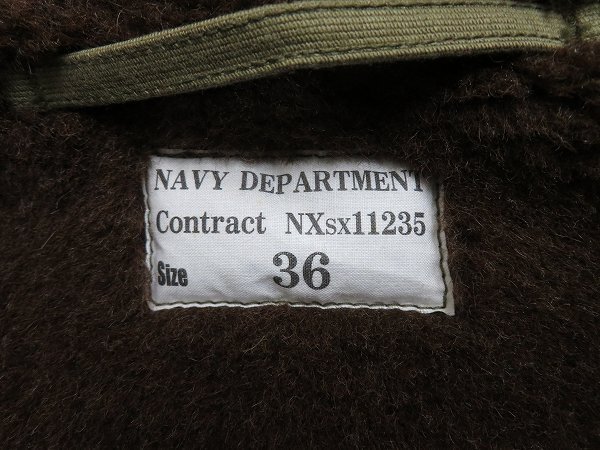 NAVY DEPARTMENT
Contract NXsx11235
Size 36